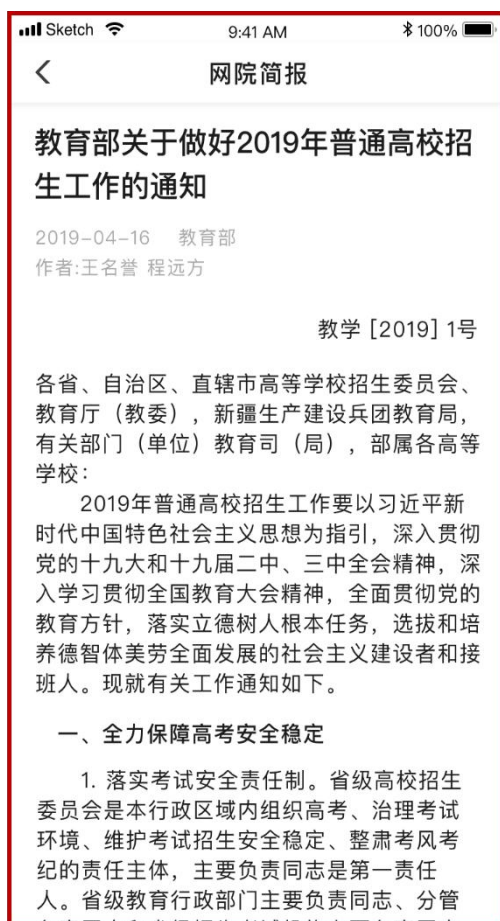 Sketch 9:41 AM 100%
网院简报
教育部关于做好2019年普通高校招
生工作的通知
2019-04-16 教育部
作者:王名誉 程远方
教学 [2019] 1号
各省、自治区、直辖市高等学校招生委员会、
教育厅（教委），新疆生产建设兵团教育局，
有关部门（单位）教育司（局），部属各高等
学校：
2019年普通高校招生工作要以习近平新
时代中国特色社会主义思想为指引，深入贯彻
党的十九大和十九届二中、三中全会精神，深
入学习贯彻全国教育大会精神，全面贯彻党的
教育方针，落实立德树人根本任务，选拔和培
养德智体美劳全面发展的社会主义建设者和接
班人。现就有关工作通知如下。
一、全力保障高考安全稳定
1. 落实考试安全责任制。省级高校招生
委员会是本行政区域内组织高考、治理考试
环境、维护考试招生安全稳定、整肃考风考
纪的责任主体，主要负责同志是第一责任
人。省级教育行政部门主要负责同志、分管